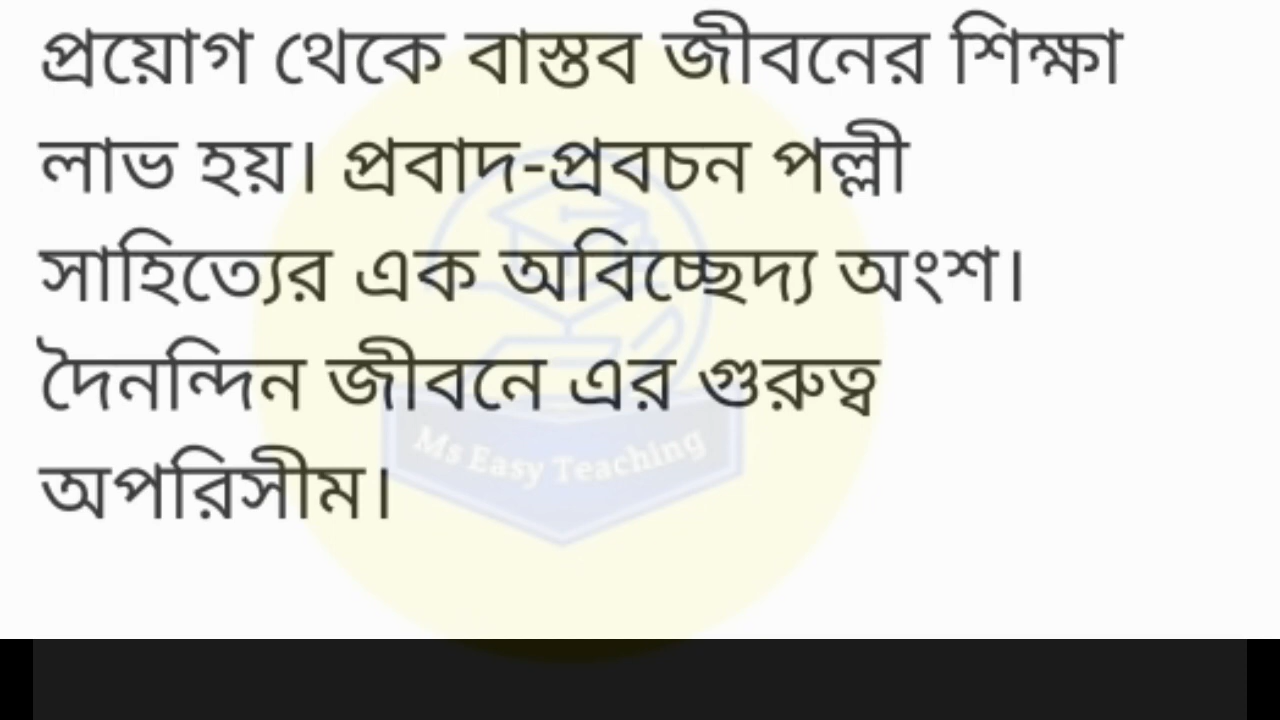 প্রয়োগ থেকে বাস্তব জীবনের শিক্ষা
লাভ হয়। প্রবাদ-প্রবচন পল্লী
সাহিত্যের এক অবিচ্ছেদ্য অংশ।
দৈনন্দিন জীবনে এর গুরুত্ব
অপরিসীম।
Ms Easy Teaching